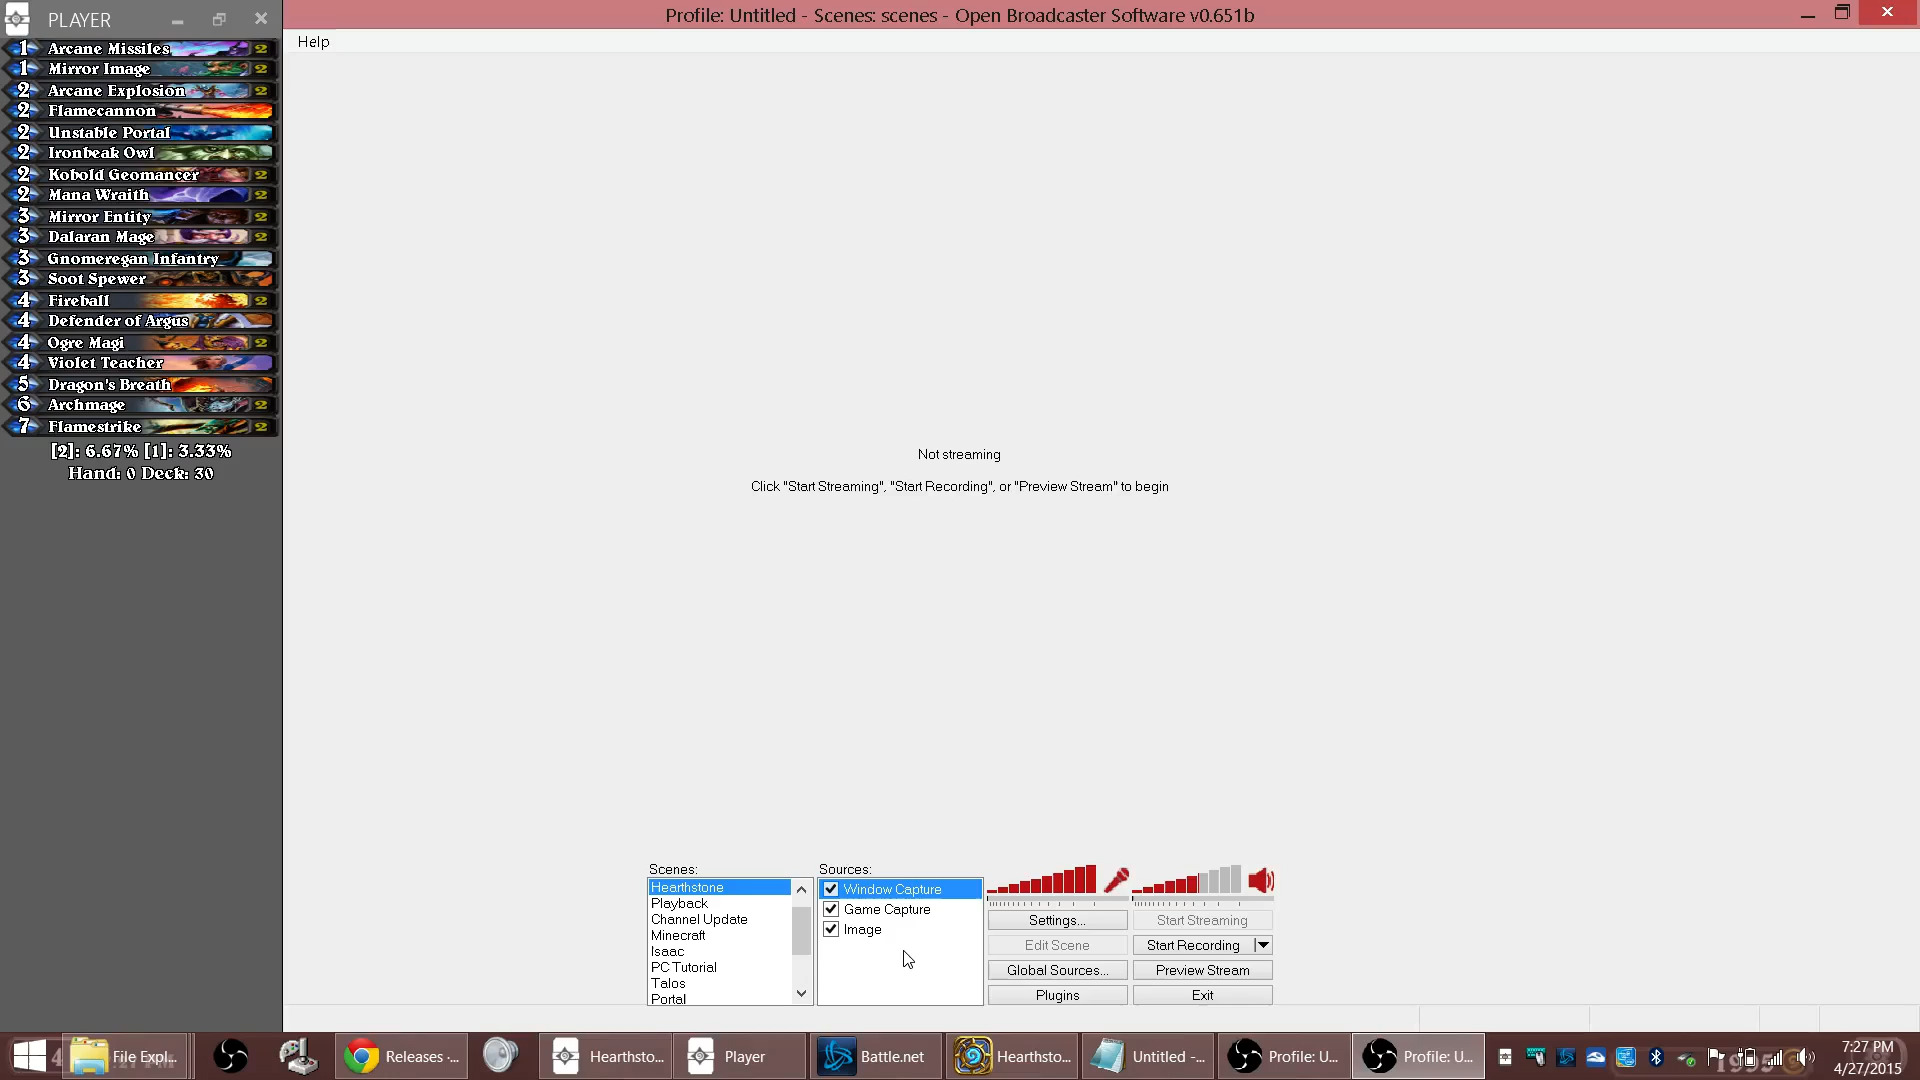 PLAYER
Profile: Untitled - Scenes: scenes - Open Broadcaster Software v0.651b
Help
1 Arcane Missiles 2
1 Mirror Image 2
2 Arcane Explosion 2
2 Flamecannon
2 Unstable Portal
2 Ironbeak Owl
2 Kobold Geomancer 2
2 Mana Wraith 2
3 Mirror Entity 2
3 Dalaran Mage 2
3 Gnomeregan Infantry
3 Soot Spewer
4 Fireball 2
4 Defender of Argus
4 Ogre Magi 2
4 Violet Teacher
5 Dragon's Breath
6 Archmage 2
7 Flamestrike 2
[2]: 6.67% [1]: 3.33%
Hand: 0 Deck: 30
Not streaming
Click "Start Streaming", "Start Recording", or "Preview Stream" to begin
Scenes:
Hearthstone
Playback
Channel Update
Minecraft
Isaac
PC Tutorial
Talos
Portal
Sources:
Window Capture
Game Capture
Image
Settings...
Start Streaming
Edit Scene
Start Recording
Global Sources...
Preview Stream
Plugins
Exit
File Expl...
Releases -...
Hearthsto...
Player
Battle.net
Hearthsto...
Untitled -...
Profile: U...
Profile: U...
7:27 PM
4/27/2015